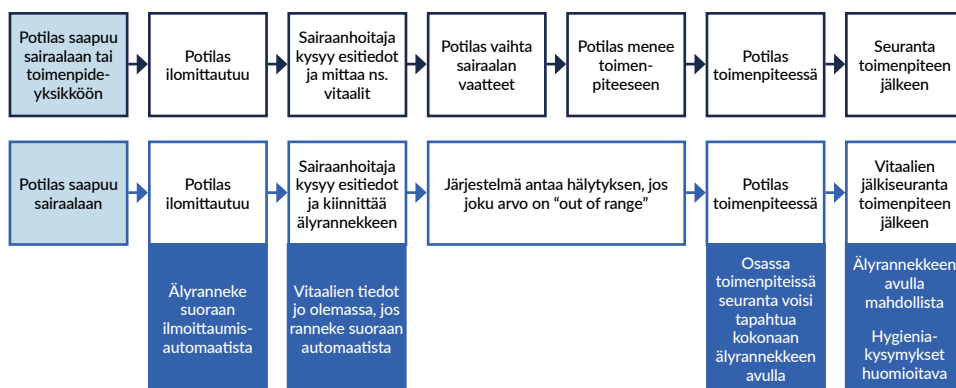 Potilas saapuu
sairaalaan tai
toimenpide-
yksikköön
Potilas
ilomittautuu
Sairaanhoitaja
kysyy esitiedot
ja mittaa ns.
vitaalit
Potilas vaihta
sairaalan
vaatteet
Potilas menee
toimen-
piteeseen
Potilas
toimenpiteessä
Seuranta
toimenpiteen
jälkeen
Potilas saapuu
sairaalaan
Potilas
ilomittautuu
Sairaanhoitaja
kysyy esitiedot
ja kiinnittää
älyrannekkeen
Järjestelmä antaa hälytyksen, jos
joku arvo on “out of range”
Potilas
toimenpiteessä
Vitaalien
jälkiseuranta
toimenpiteen
jälkeen
Älyranneke
suoraan
ilmoittaumis-
automaatista
Vitaalien tiedot
jo olemassa, jos
ranneke suoraan
automaatista
Osassa
toimenpiteissä
seuranta voisi
tapahtua
kokonaan
älyrannekkeen
avulla
Älyrannekkeen
avulla
mahdollista
Hygienia-
kysymykset
huomioitava